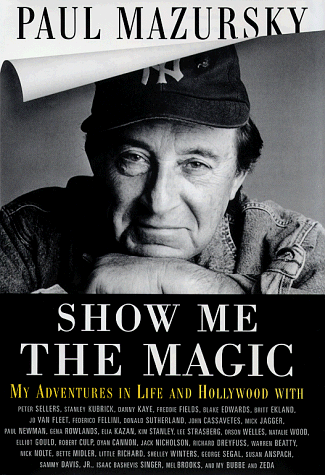 PAUL MAZURSKY
NY
SHOW ME
THE MAGIC
MY ADVENTURES IN LIFE AND HOLLYWOOD WITH
PETER SELLERS, STANLEY KUBRICK, DANNY KAYE, FREDDIE FIELDS, BLAKE EDWARDS, BRITT EKLAND,
JO VAN FLEET, FEDERICO FELLINI, DONALD SUTHERLAND, JOHN CASSAVETES, MICK JAGGER,
PAUL NEWMAN, GENA ROWLANDS, ELIA KAZAN, KIM STANLEY, LEE STRASBERG, ORSON WELLES, NATALIE WOOD,
ELLIOT GOULD, ROBERT CULP, DYAN CANNON, JACK NICHOLSON, RICHARD DREYFUSS, WARREN BEATTY,
NICK NOLTE, BETTE MIDLER, LITTLE RICHARD, SHELLEY WINTERS, GEORGE SEGAL, SUSAN ANSPACH,
SAMMY DAVIS, JR., ISAAC BASHEVIS SINGER, MEL BROOKS, AND MY BUBBE AND ZEDA